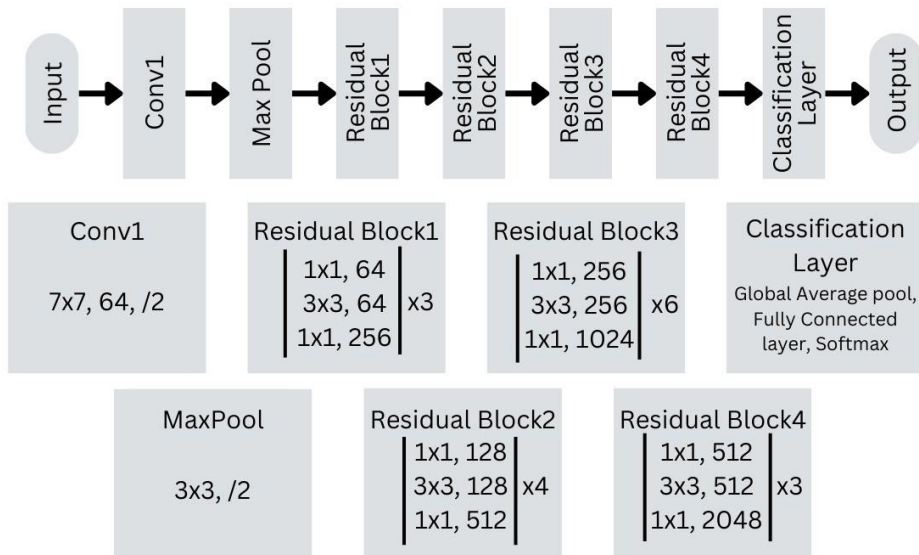 Input
Conv1
Max Pool
Residual
Block1
Residual
Block2
Residual
Block3
Residual
Block4
Classification
Layer
Output
Conv1
7x7, 64, /2
Residual Block1
1x1, 64
3x3, 64
1x1, 256
x3
Residual Block3
1x1, 256
3x3, 256
1x1, 1024
x6
Classification
Layer
Global Average pool,
Fully Connected
layer, Softmax
MaxPool
3x3, /2
Residual Block2
1x1, 128
3x3, 128
1x1, 512
x4
Residual Block4
1x1, 512
3x3, 512
1x1, 2048
x3